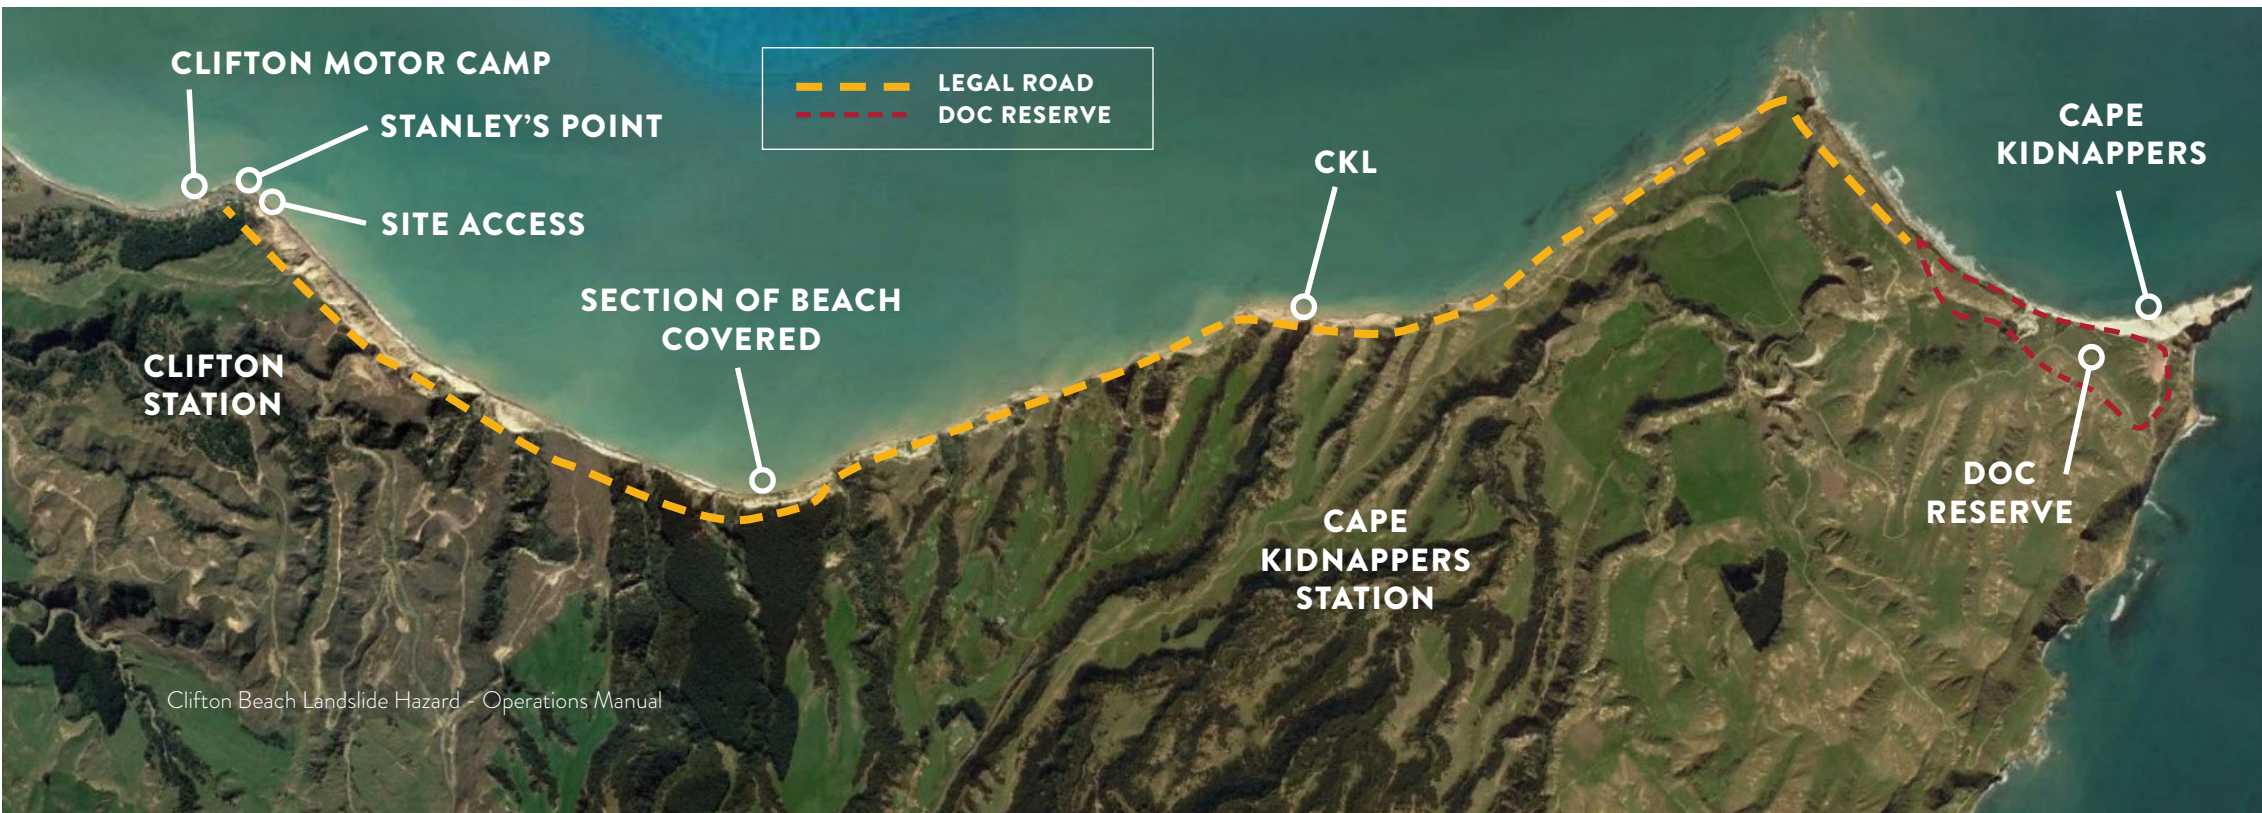 CLIFTON MOTOR CAMP
STANLEY’S POINT
SITE ACCESS
LEGAL ROAD
DOC RESERVE
CKL
CAPE
KIDNAPPERS
SECTION OF BEACH
COVERED
CLIFTON
STATION
DOC
RESERVE
CAPE
KIDNAPPERS
STATION
Clifton Beach Landslide Hazard - Operations Manual